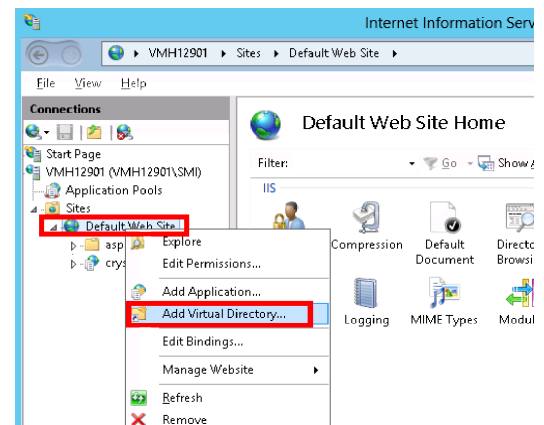 Internet Information Serv
VMH12901 Sites Default Web Site
File View Help
Connections
Default Web Site Home
Start Page
VMH12901 (VMH12901\SMI)
Application Pools
Sites
Default Web Site
asp
crys
Filter: Go Show
IIS
Compression
Default Document
Directo
Browsi
Logging
MIME Types
Modul
Explore
Edit Permissions...
Add Application...
Add Virtual Directory...
Edit Bindings...
Manage Website
Refresh
Remove